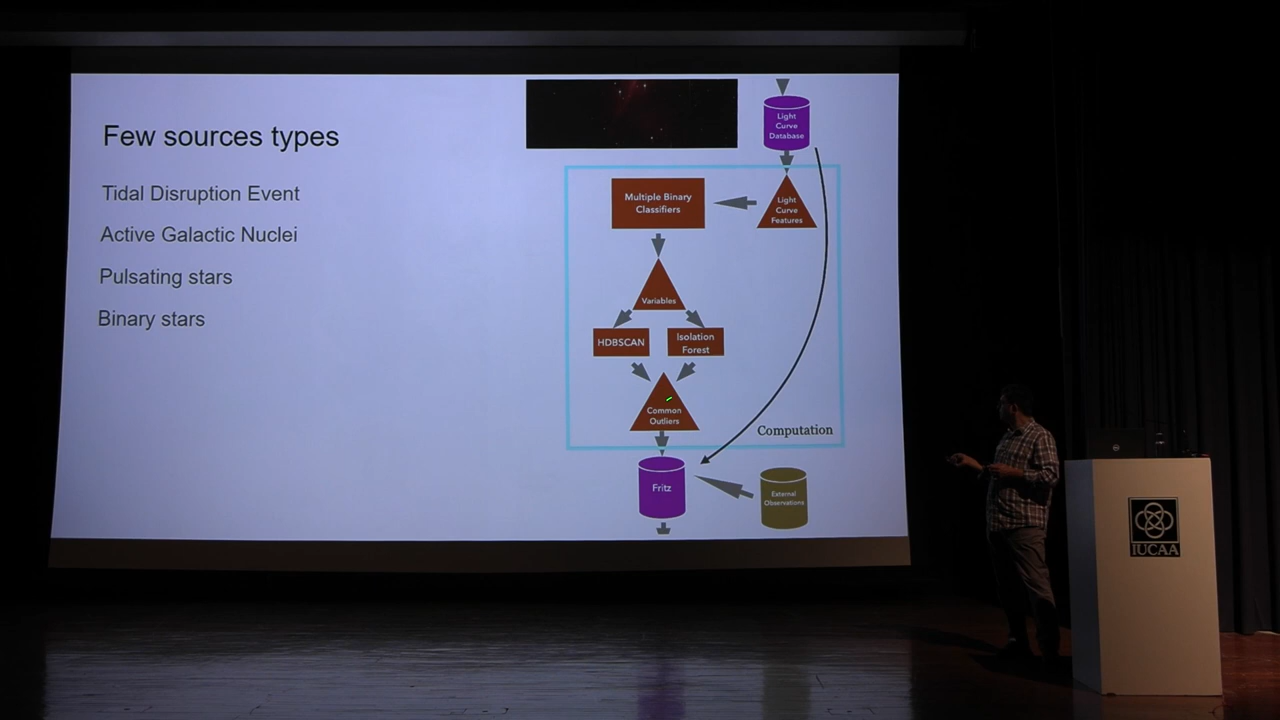 Few sources types
Tidal Disruption Event
Active Galactic Nuclei
Pulsating stars
Binary stars
Light
Curve
Database
Multiple Binary
Classifiers
Light
Curve
Features
Variables
HDBSCAN
Isolation
Forest
Common
Outliers
Computation
Fritz
External
Observations
IUCAA